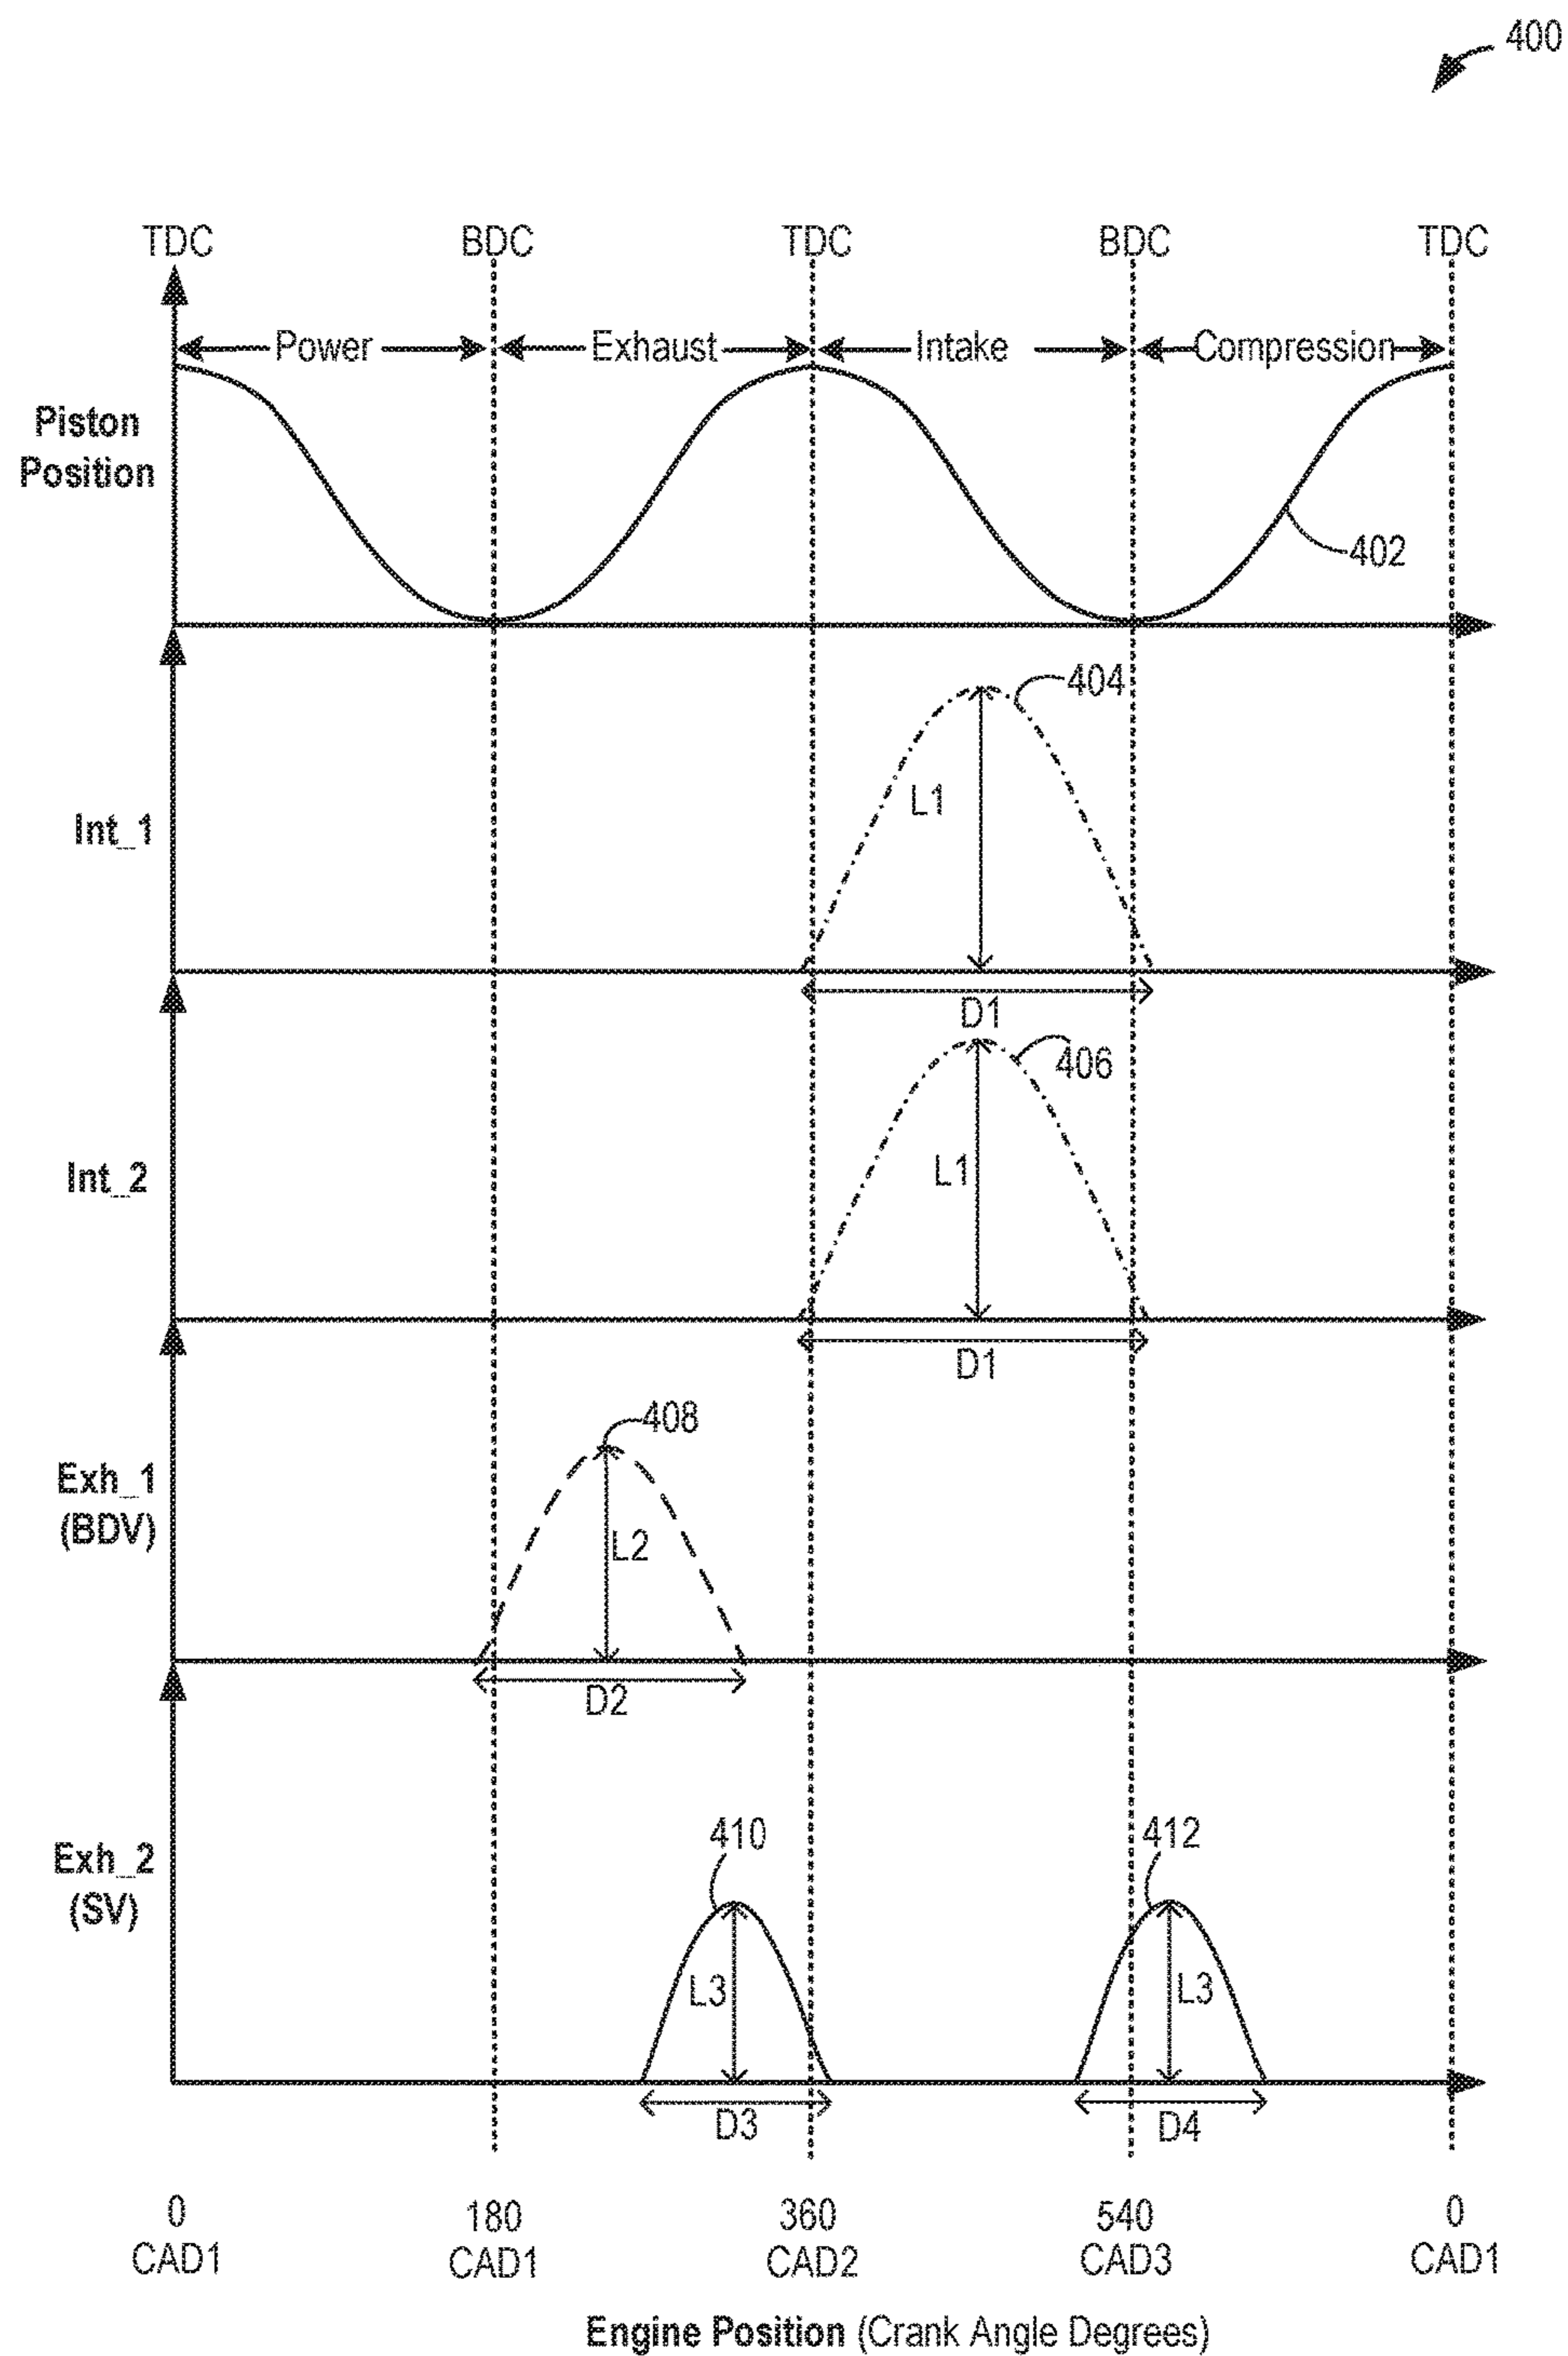 400
TDC BDC TDC BDC TDC
Power Exhaust Intake Compression
Piston
Position
402
404
L1
Int_1
D1
406
L1
Int_2
D1
408
Exh_1
(BDV)
L2
D2
410 412
Exh_2
(SV)
L3 L3
D3 D4
0 180 360 540 0
CAD1 CAD1 CAD2 CAD3 CAD1
Engine Position (Crank Angle Degrees)